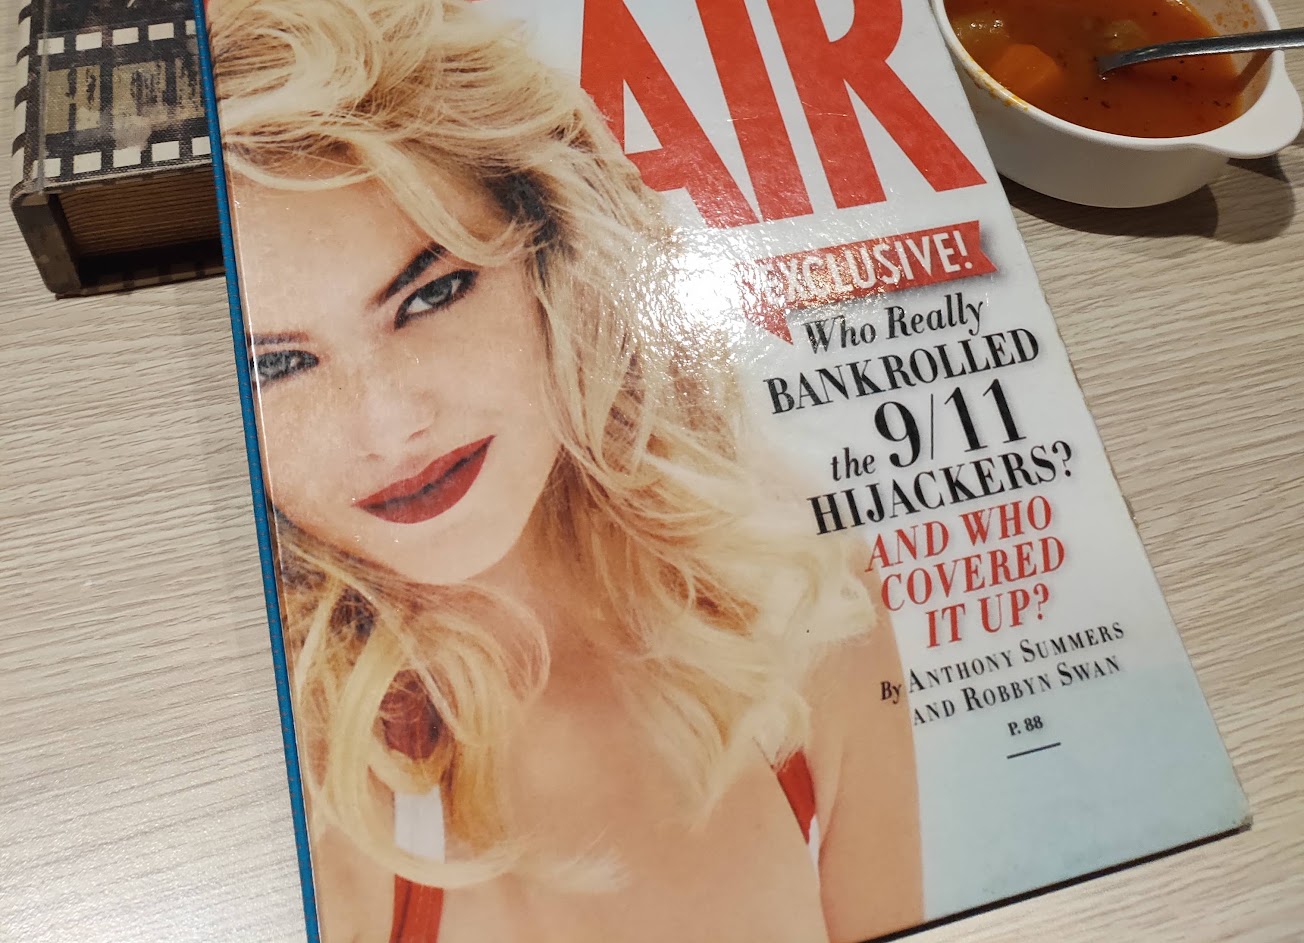 AIR
EXCLUSIVE!
Who Really
BANKROLLED
the 9/11
HIJACKERS?
AND WHO
COVERED
IT UP?
By ANTHONY SUMMERS
AND ROBBYN SWAN
P. 88